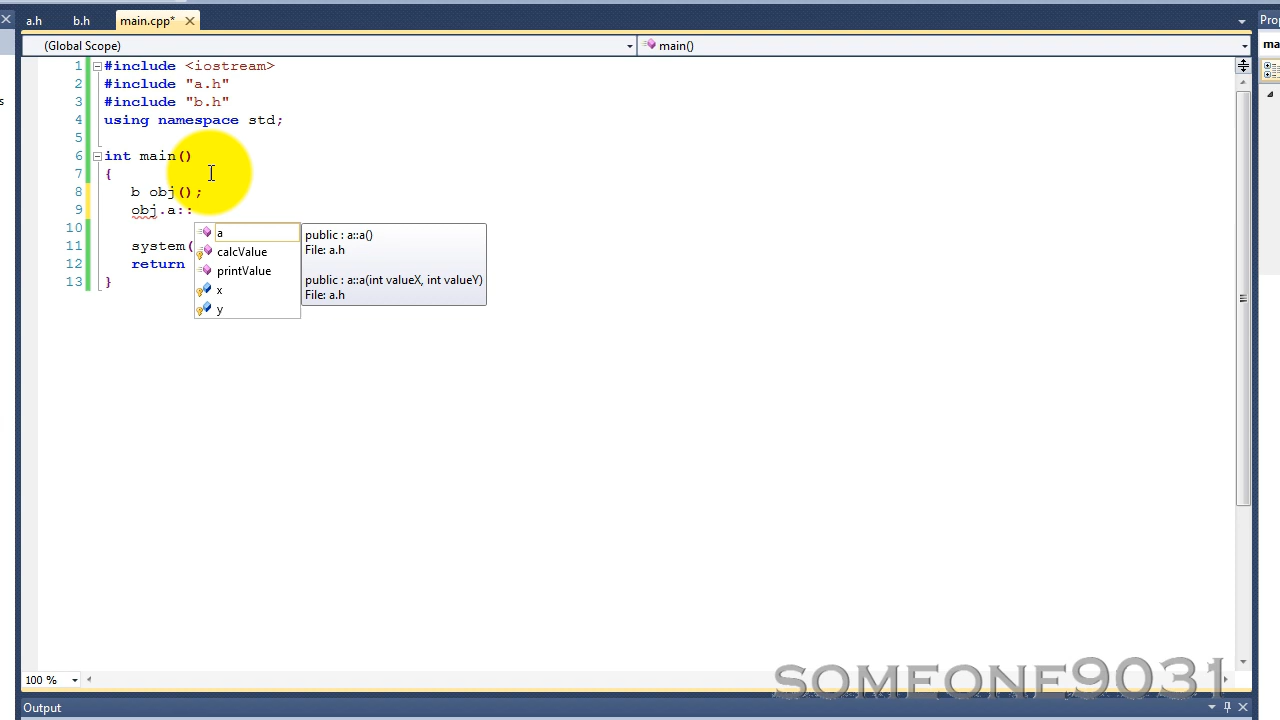 a.h b.h main.cpp* Prop
(Global Scope) main() ma
1 #include <iostream>
2 #include "a.h"
3 #include "b.h"
4 using namespace std;
5
6 int main()
7 {
8 b obj();
9 obj.a::
10
11 system(
12 return
13 }
a
calcValue
printValue
x
y
public : a::a()
File: a.h
public : a::a(int valueX, int valueY)
File: a.h
s
100 %
SOMEONE9031
Output